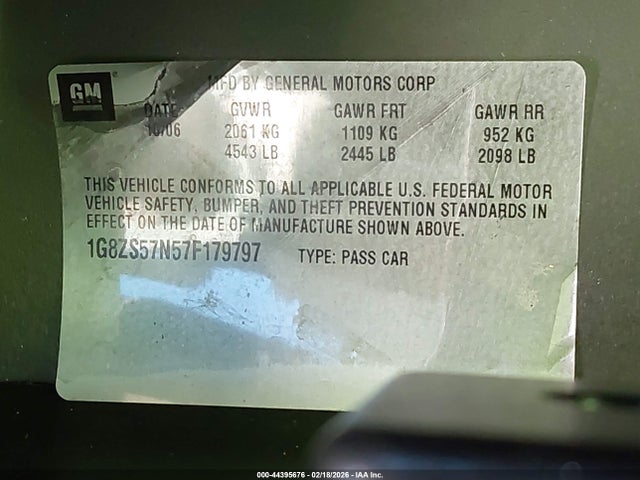 GM
MFD BY GENERAL MOTORS CORP
DATE GVWR GAWR FRT GAWR RR
10/06 2061 KG 1109 KG 952 KG
4543 LB 2445 LB 2098 LB
THIS VEHICLE CONFORMS TO ALL APPLICABLE U.S. FEDERAL MOTOR
VEHICLE SAFETY, BUMPER, AND THEFT PREVENTION STANDARDS IN
EFFECT ON THE DATE OF MANUFACTURE SHOWN ABOVE.
1G8ZS57N57F179797 TYPE: PASS CAR
000-44395676 - 02/18/2026 - IAA Inc.